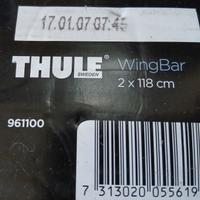 17.01.07 07:45
THULE WingBar
SWEDEN
2 x 118 cm
961100
7 313020 055619